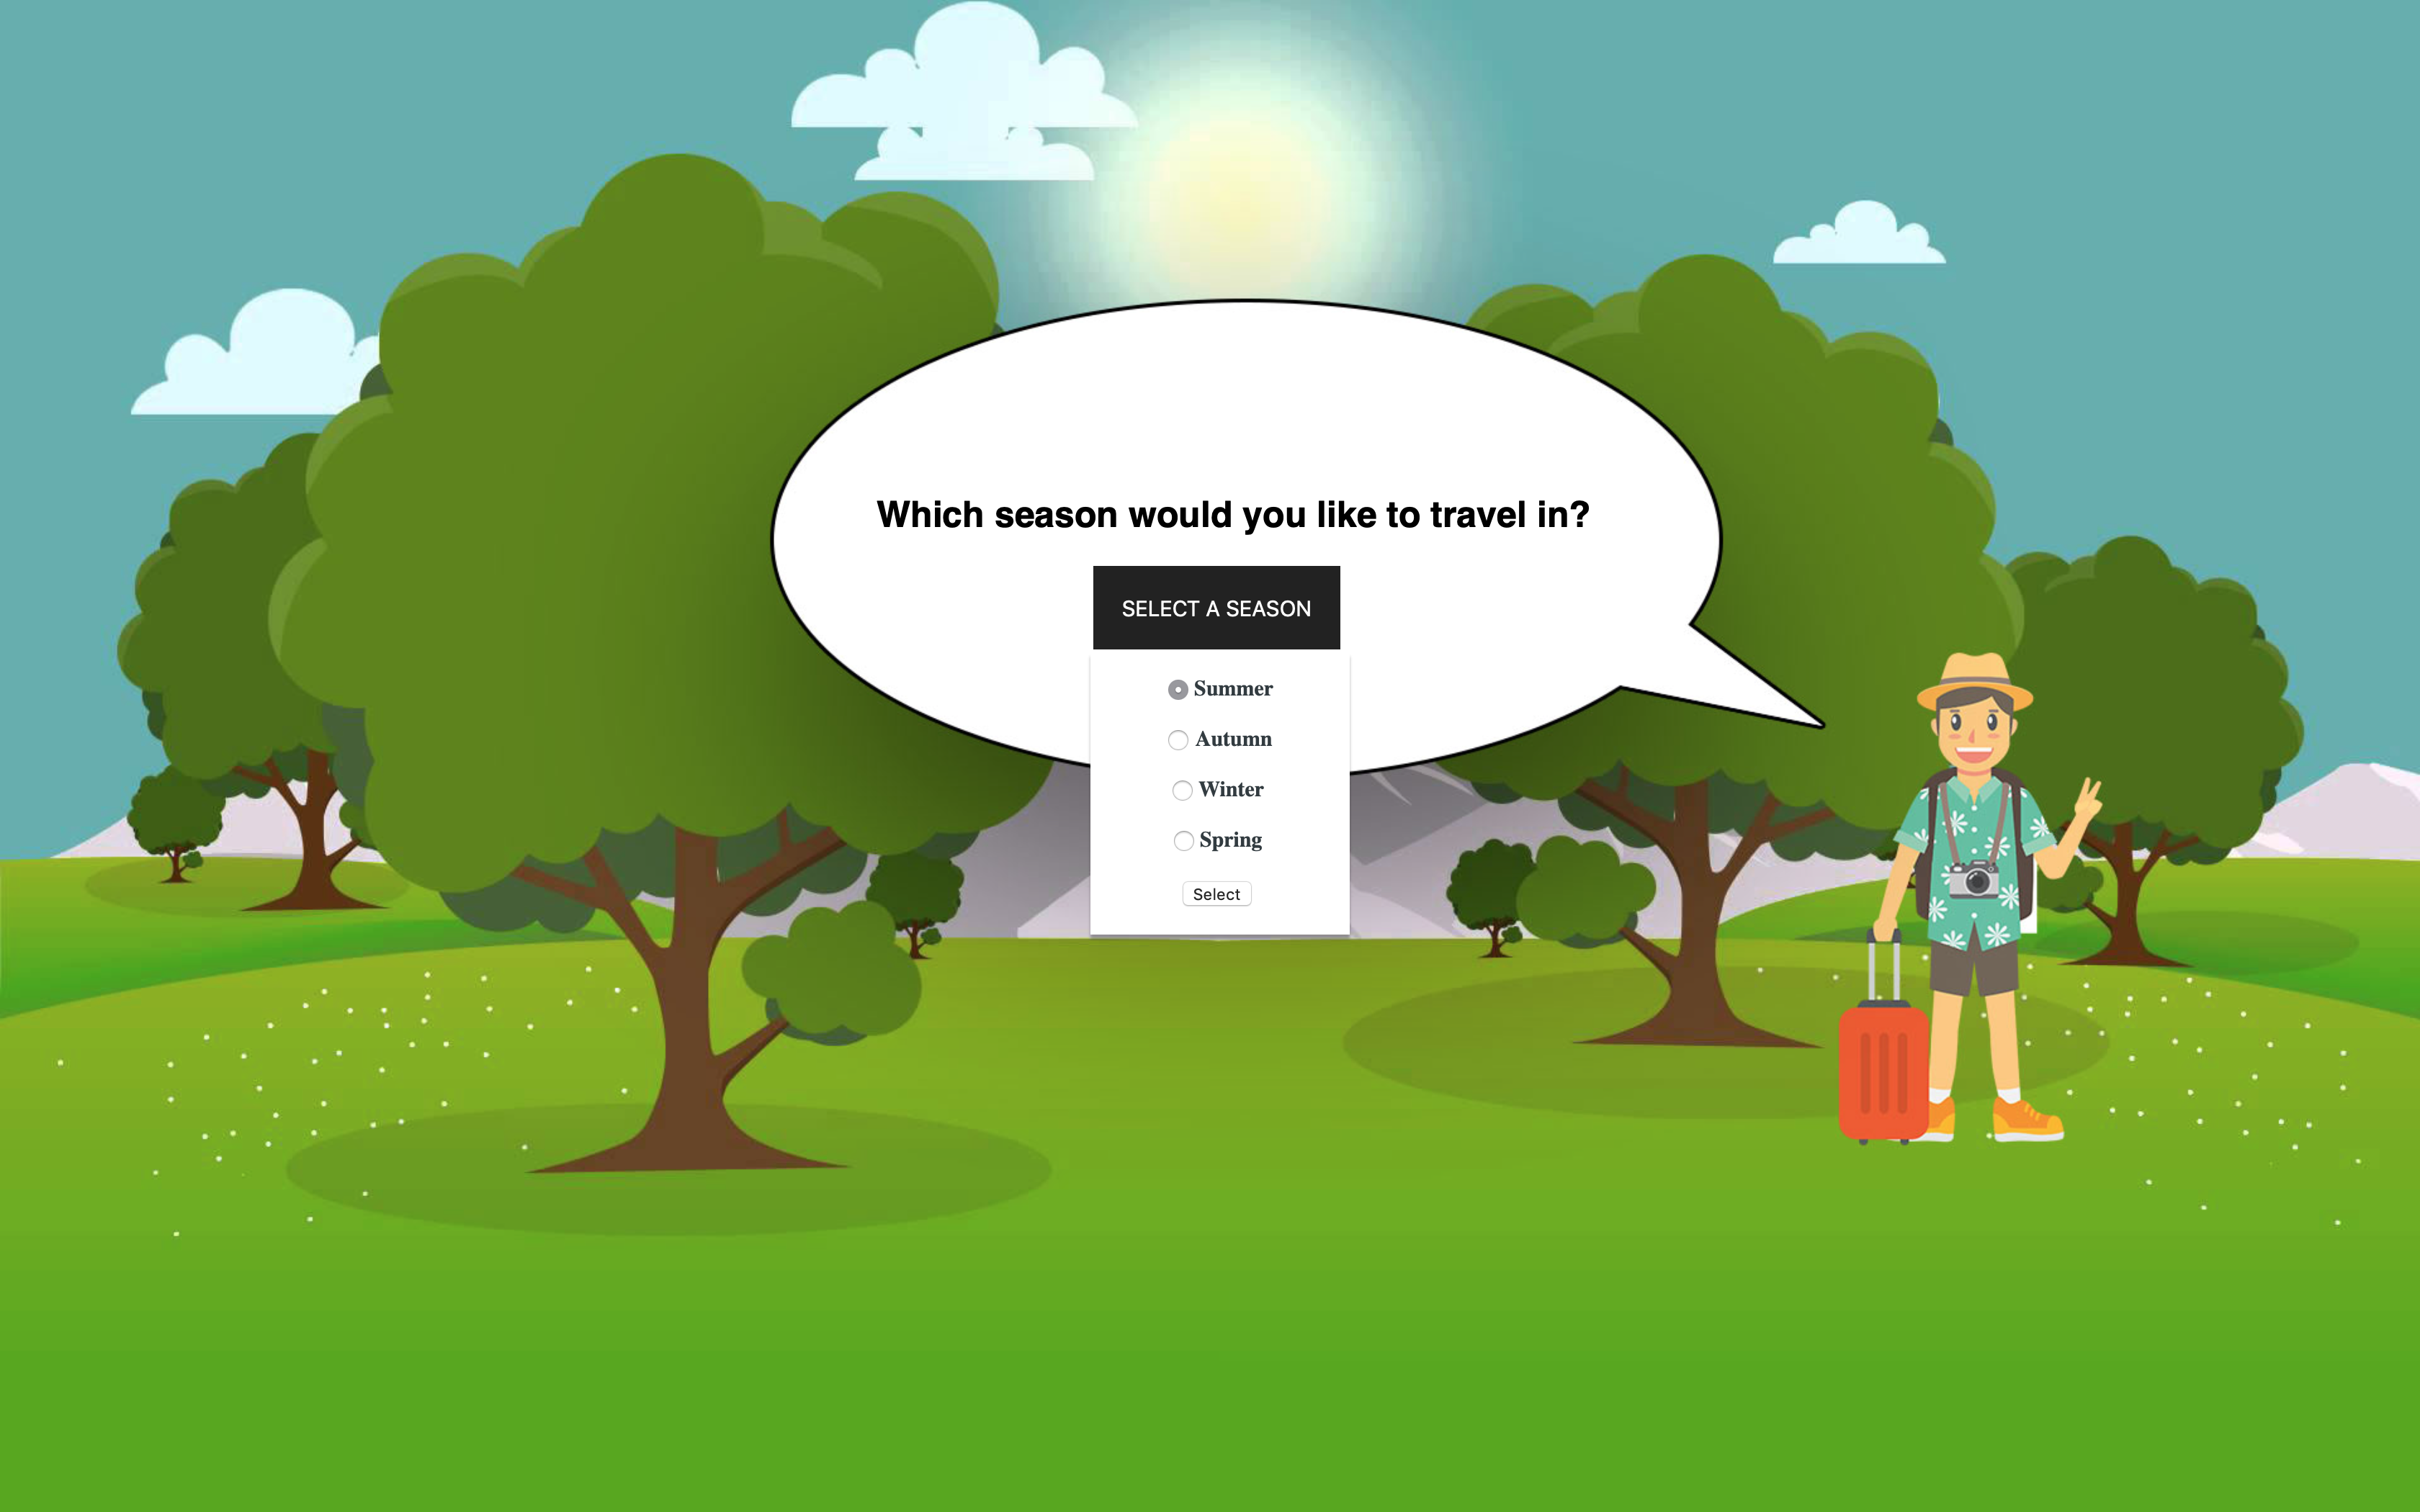 Which season would you like to travel in?
SELECT A SEASON
Summer
Autumn
Winter
Spring
Select